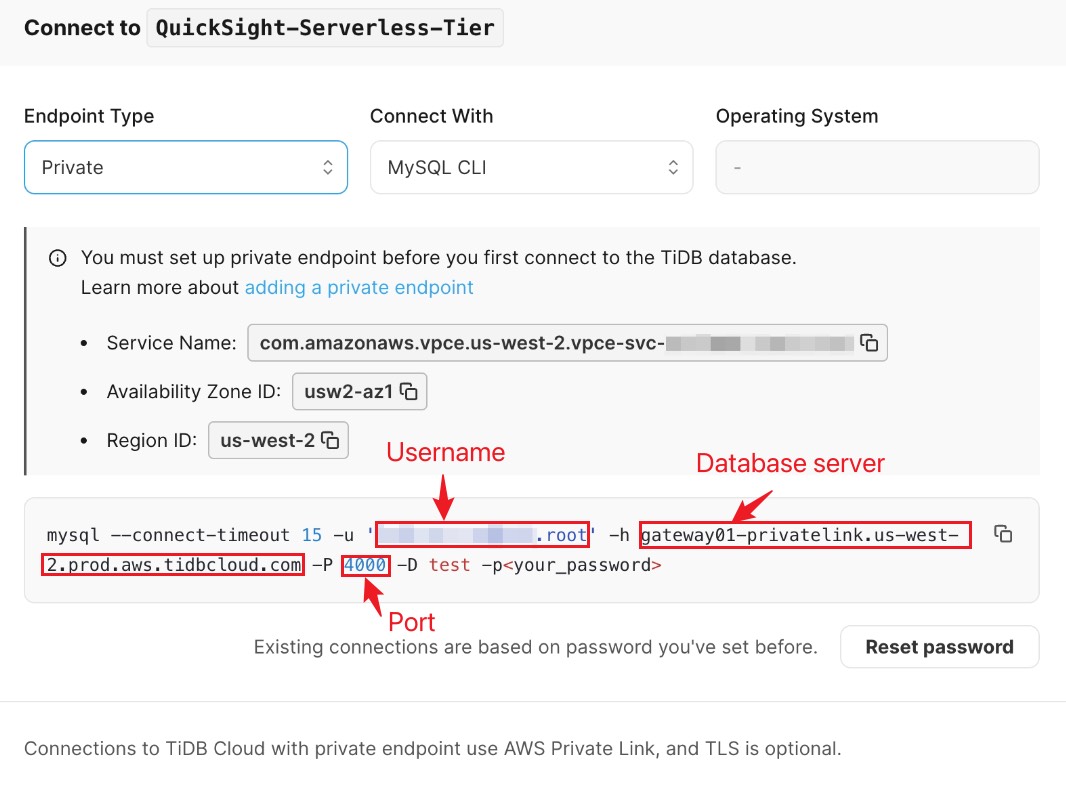 Connect to QuickSight-Serverless-Tier
Endpoint Type Connect With Operating System
Private MySQL CLI -
You must set up private endpoint before you first connect to the TiDB database.
Learn more about adding a private endpoint
• Service Name: com.amazonaws.vpce.us-west-2.vpce-svc-
• Availability Zone ID: usw2-az1
• Region ID: us-west-2
Username
Database server
mysql --connect-timeout 15 -u '.root' -h gateway01-privatelink.us-west-
2.prod.aws.tidbcloud.com -P 4000 -D test -p<your_password>
Port
Existing connections are based on password you've set before. Reset password
Connections to TiDB Cloud with private endpoint use AWS Private Link, and TLS is optional.